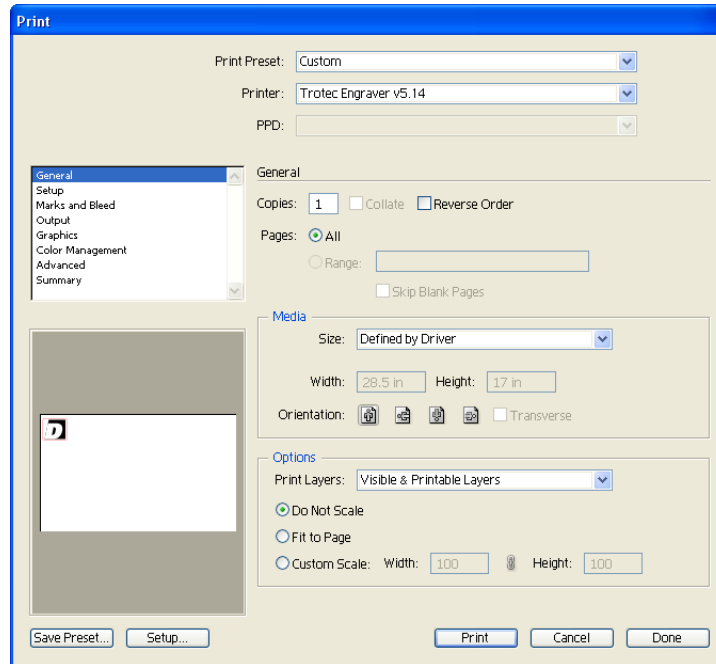 Print
Print Preset: Custom
Printer: Trotec Engraver v5.14
PPD:
General
Setup
Marks and Bleed
Output
Graphics
Color Management
Advanced
Summary
General
Copies: 1 Collate Reverse Order
Pages: All
Range:
Skip Blank Pages
Media
Size: Defined by Driver
Width: 28.5 in Height: 17 in
Orientation: Transverse
D
Options
Print Layers: Visible & Printable Layers
Do Not Scale
Fit to Page
Custom Scale: Width: 100 Height: 100
Save Preset... Setup... Print Cancel Done